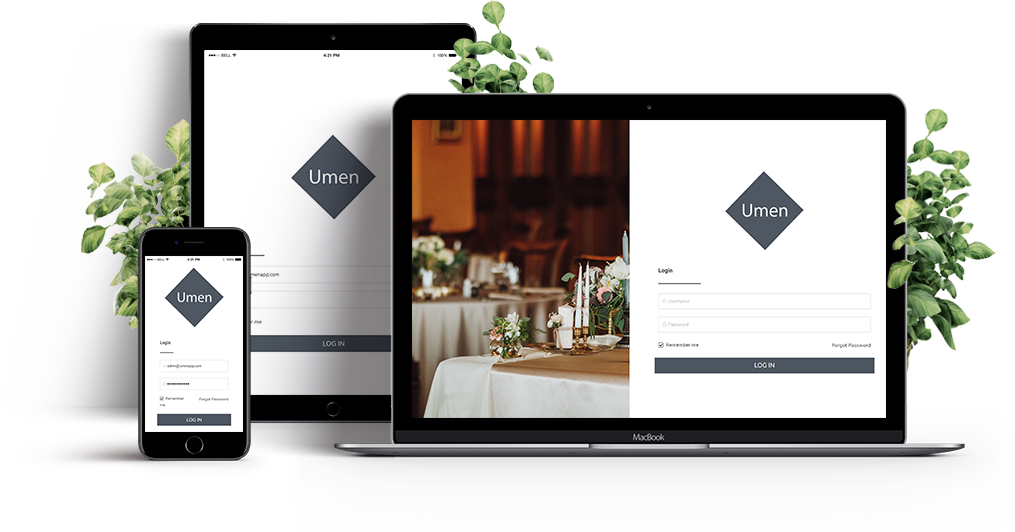 ●●●○○ BELL
4:21 PM
100%
Umen
menapp.com
me
LOG IN
Umen
Login
Username
Password
Remember me
Forgot Password
LOG IN
MacBook
●●●○○ BELL
4:21 PM
100%
Umen
Login
admin@umenapp.com
Remember
me
Forgot Password
LOG IN